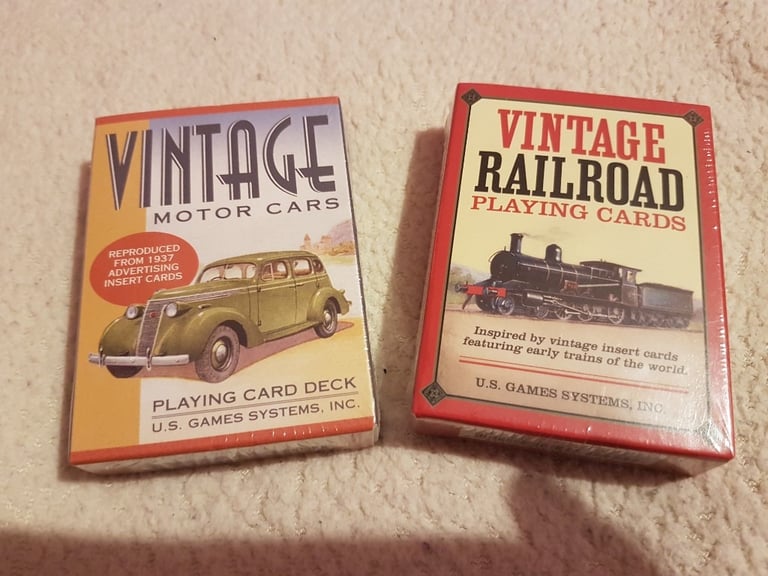 VINTAGE
MOTOR CARS
REPRODUCED
FROM 1937
ADVERTISING
INSERT CARDS
PLAYING CARD DECK
U.S. GAMES SYSTEMS, INC.
VINTAGE
RAILROAD
PLAYING CARDS
Inspired by vintage insert cards
featuring early trains of the world.
U.S. GAMES SYSTEMS, INC.